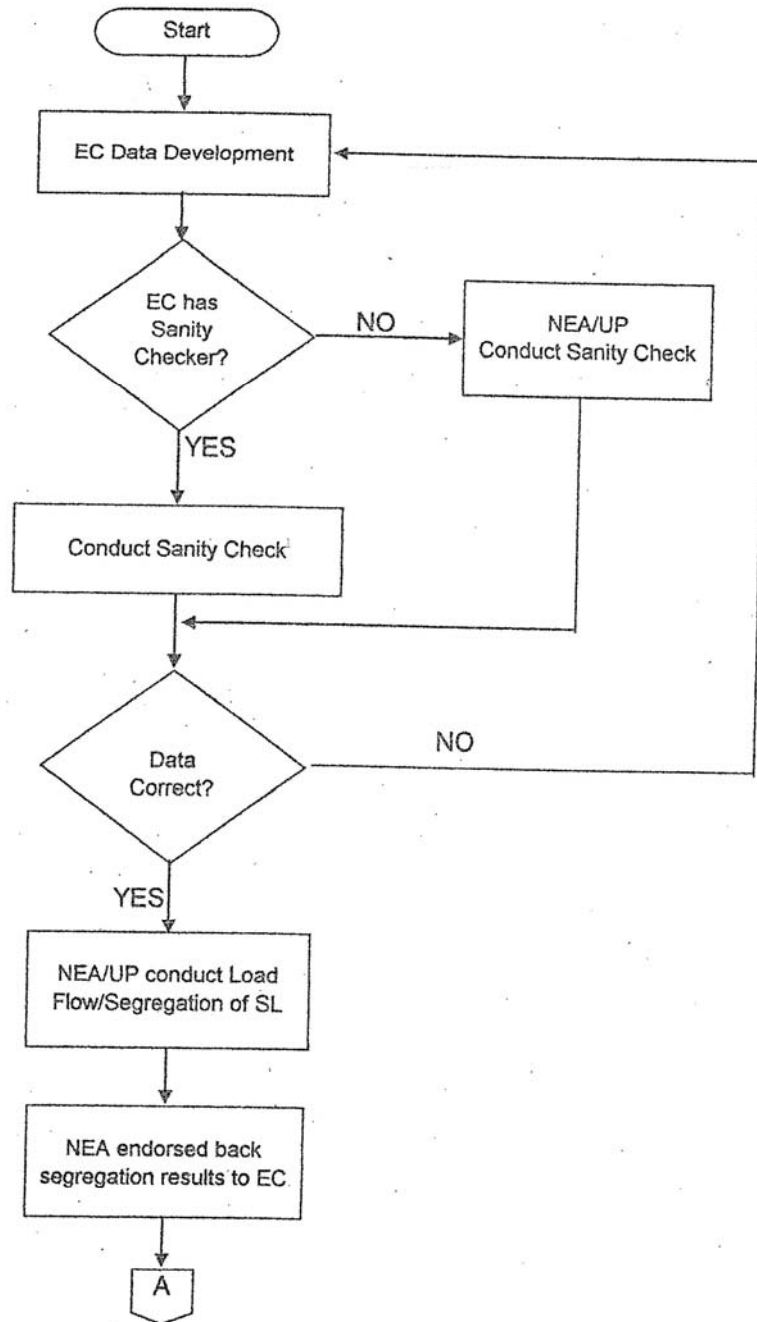 Start
EC Data Development
EC has
Sanity
Checker?
NO
NEA/UP
Conduct Sanity Check
YES
Conduct Sanity Check
Data
Correct?
NO
YES
NEA/UP conduct Load
Flow/Segregation of SL
NEA endorsed back
segregation results to EC
A